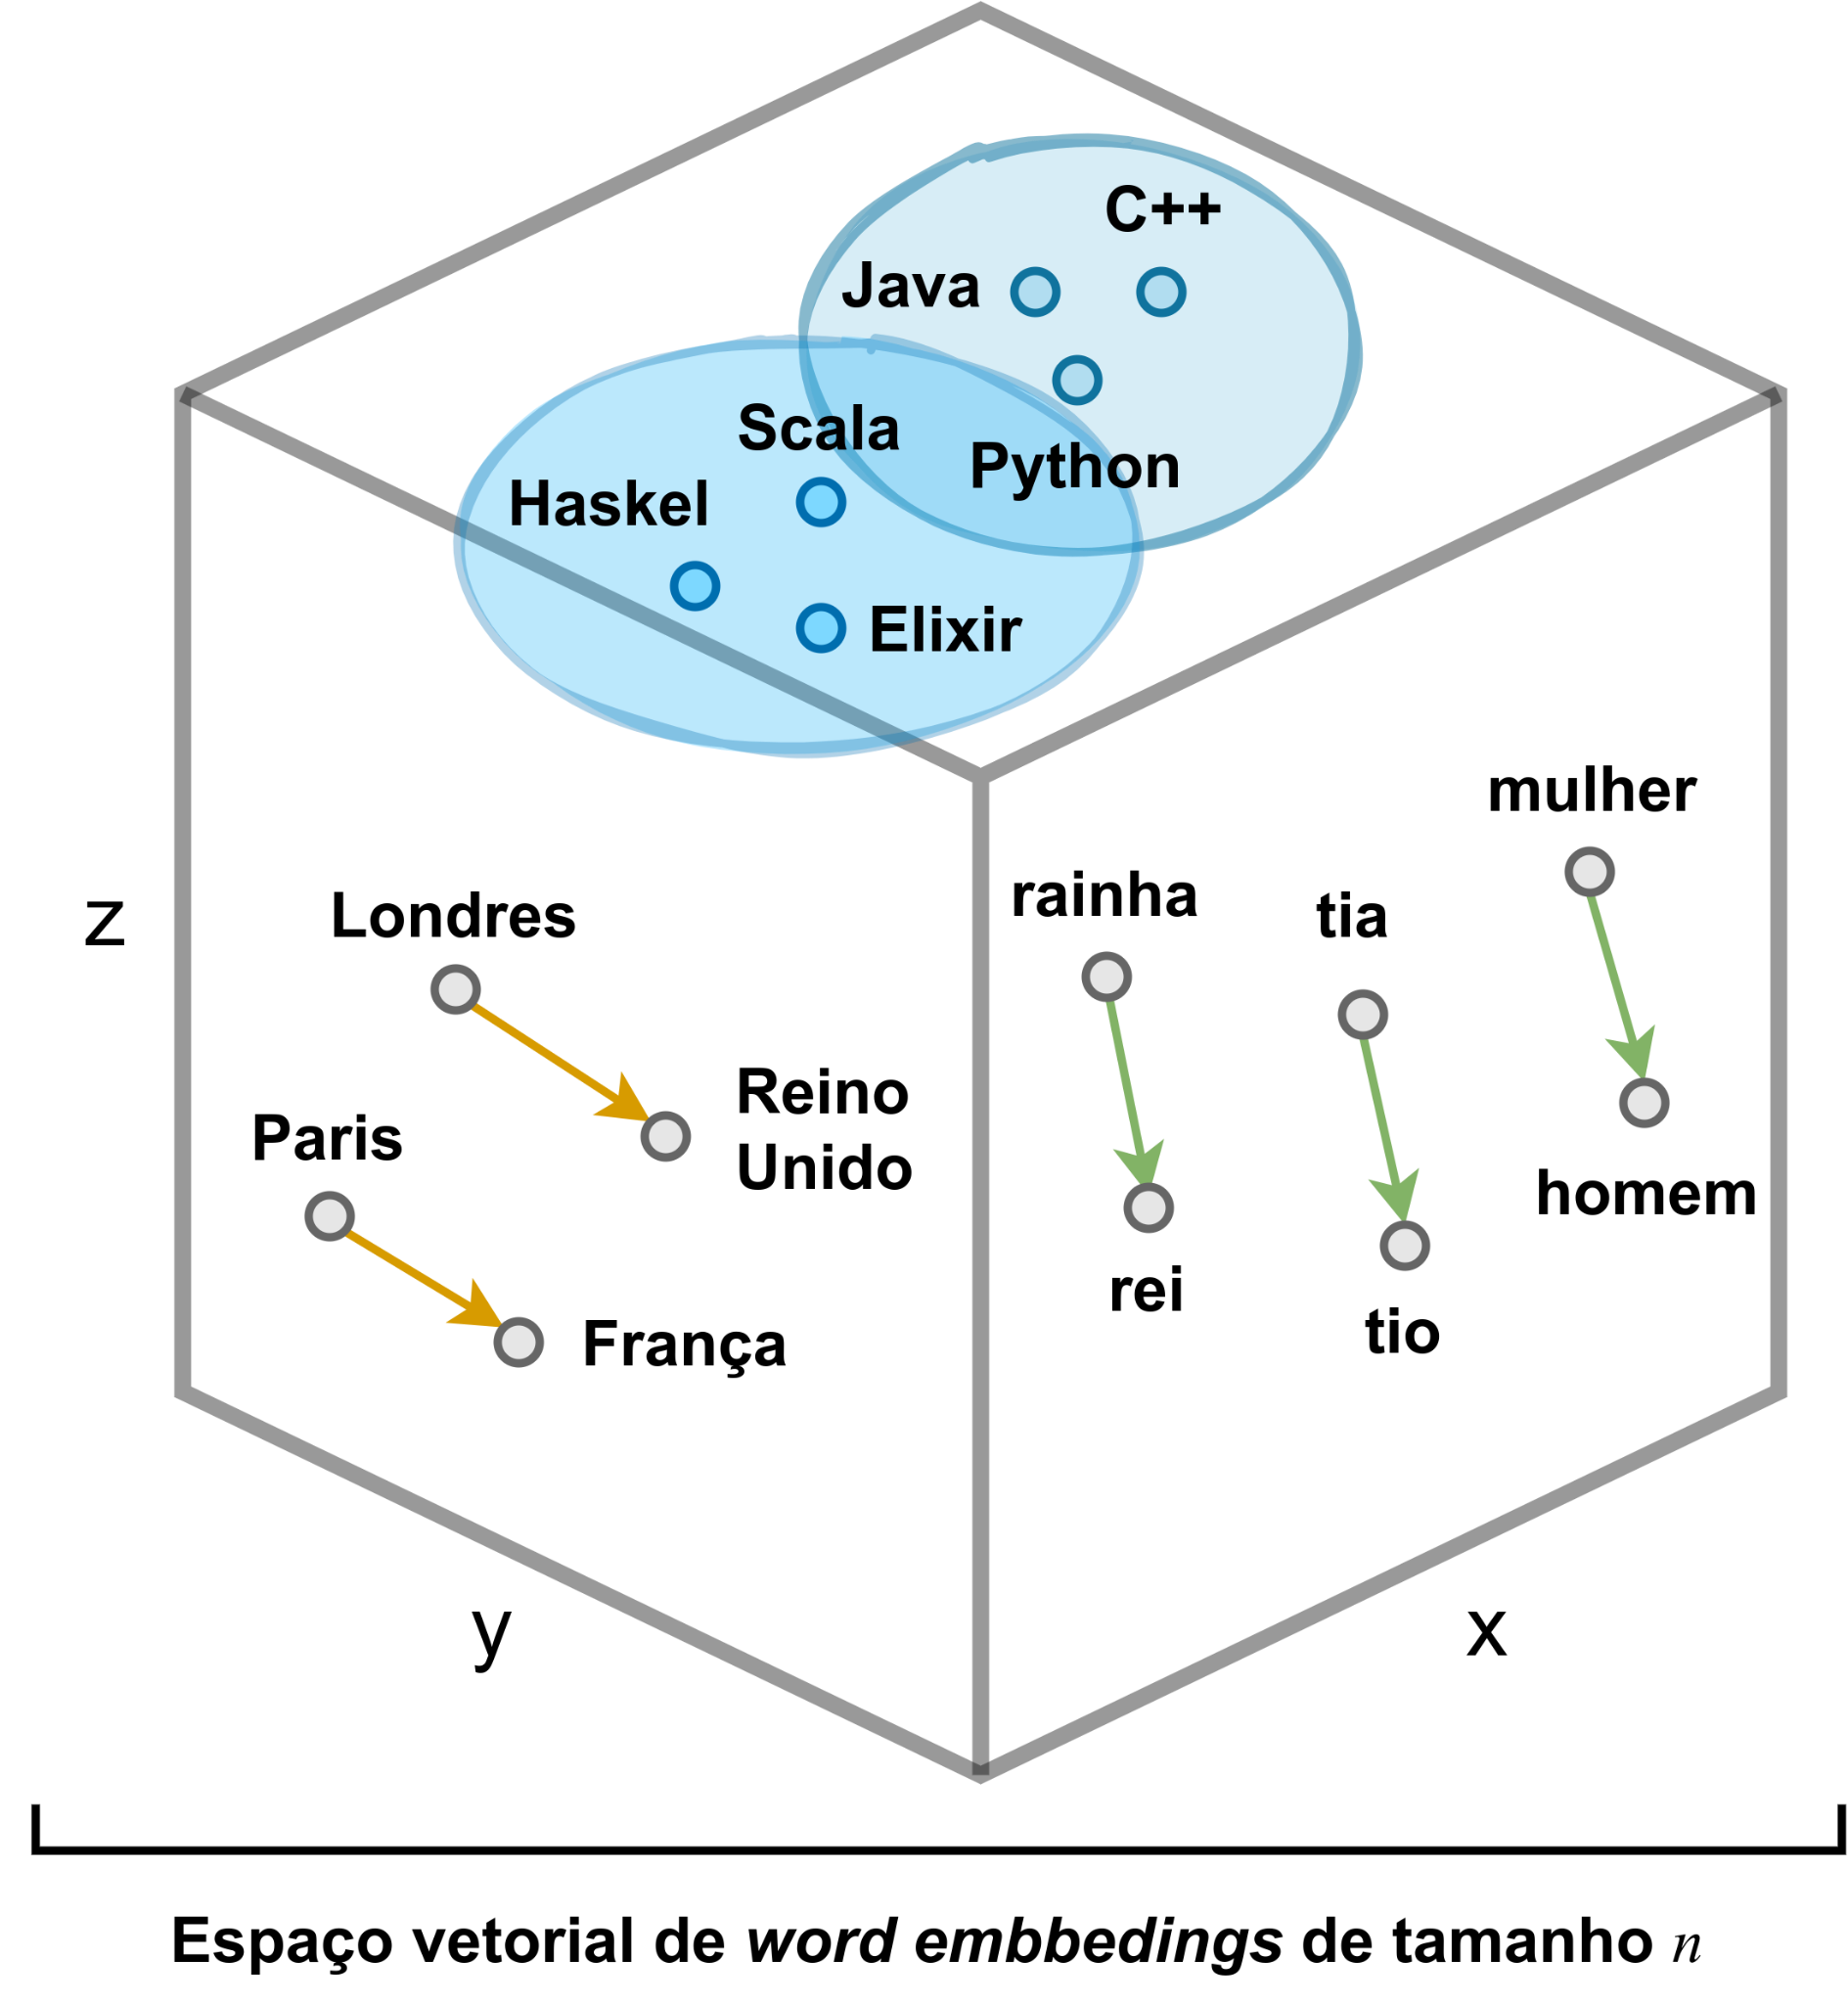 C++
Java
Scala
Python
Haskel
Elixir
mulher
rainha
tia
Londres
z
Reino
Unido
Paris
homem
rei
tio
França
y
x
Espaço vetorial de word embbedings de tamanho n